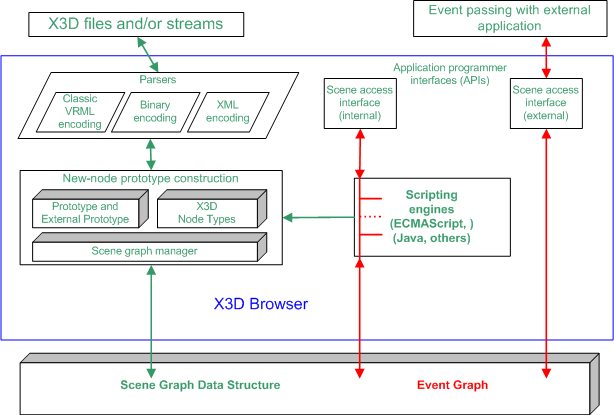 X3D files and/or streams
Event passing with external
application
Application programmer
interfaces (APIs)
Parsers
Classic
VRML
encoding
Binary
encoding
XML
encoding
Scene access
interface
(internal)
Scene access
interface
(external)
New-node prototype construction
Prototype and
External Prototype
X3D
Node Types
Scene graph manager
Scripting
engines
(ECMAScript, )
(Java, others)
X3D Browser
Scene Graph Data Structure
Event Graph